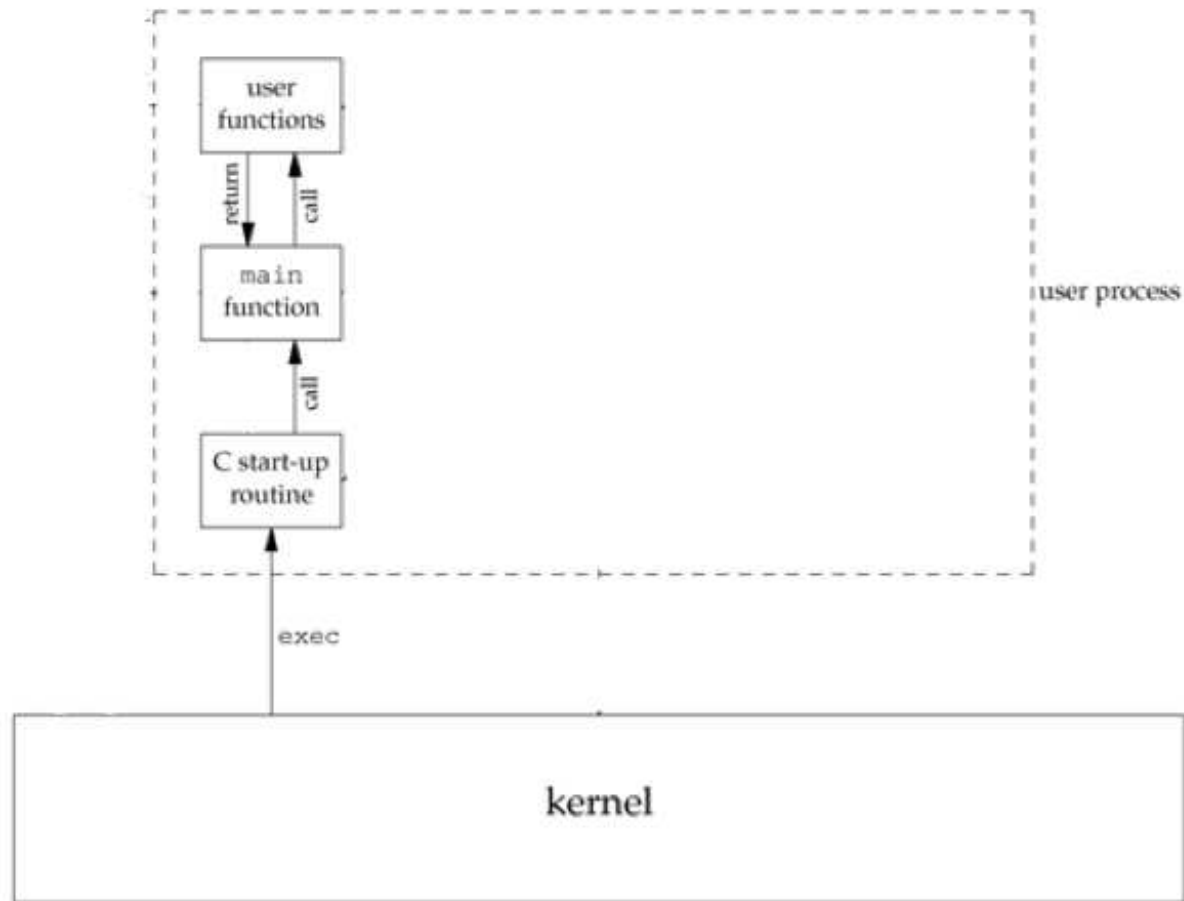 user
functions
return
call
main
function
user process
call
C start-up
routine
exec
kernel